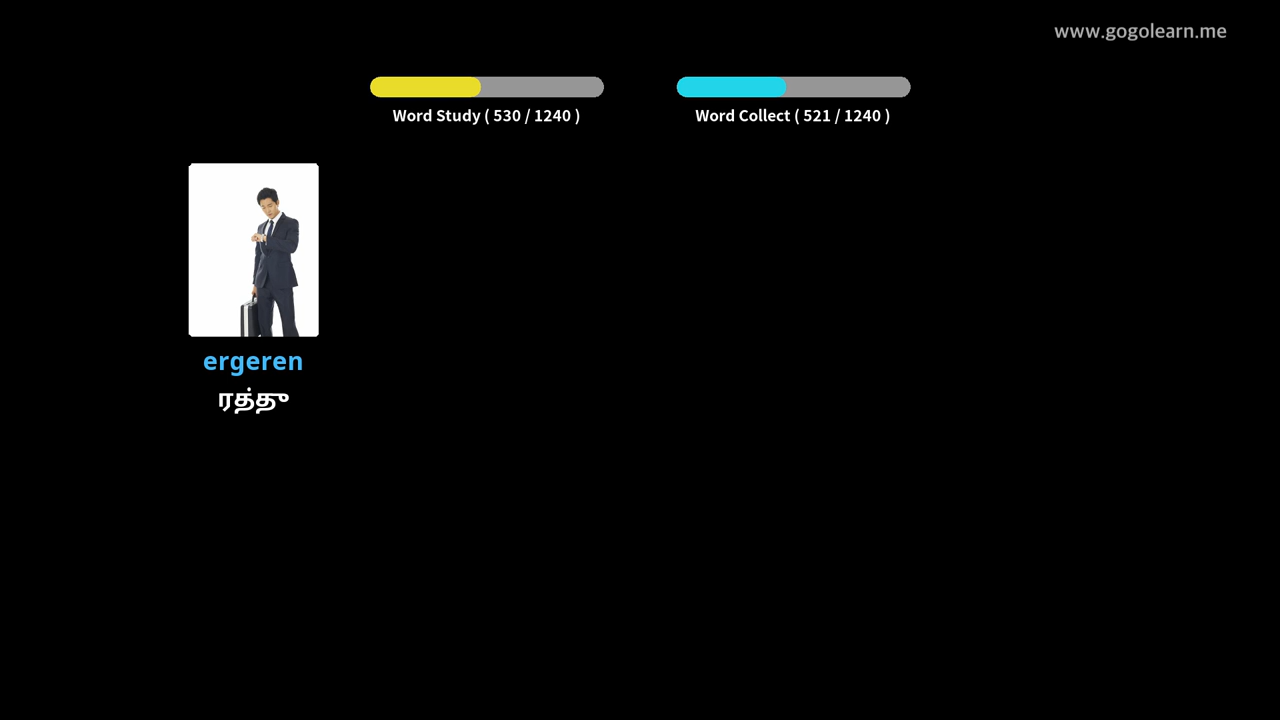 www.gogolearn.me
Word Study ( 530 / 1240 )
Word Collect ( 521 / 1240 )
ergeren
ரத்து